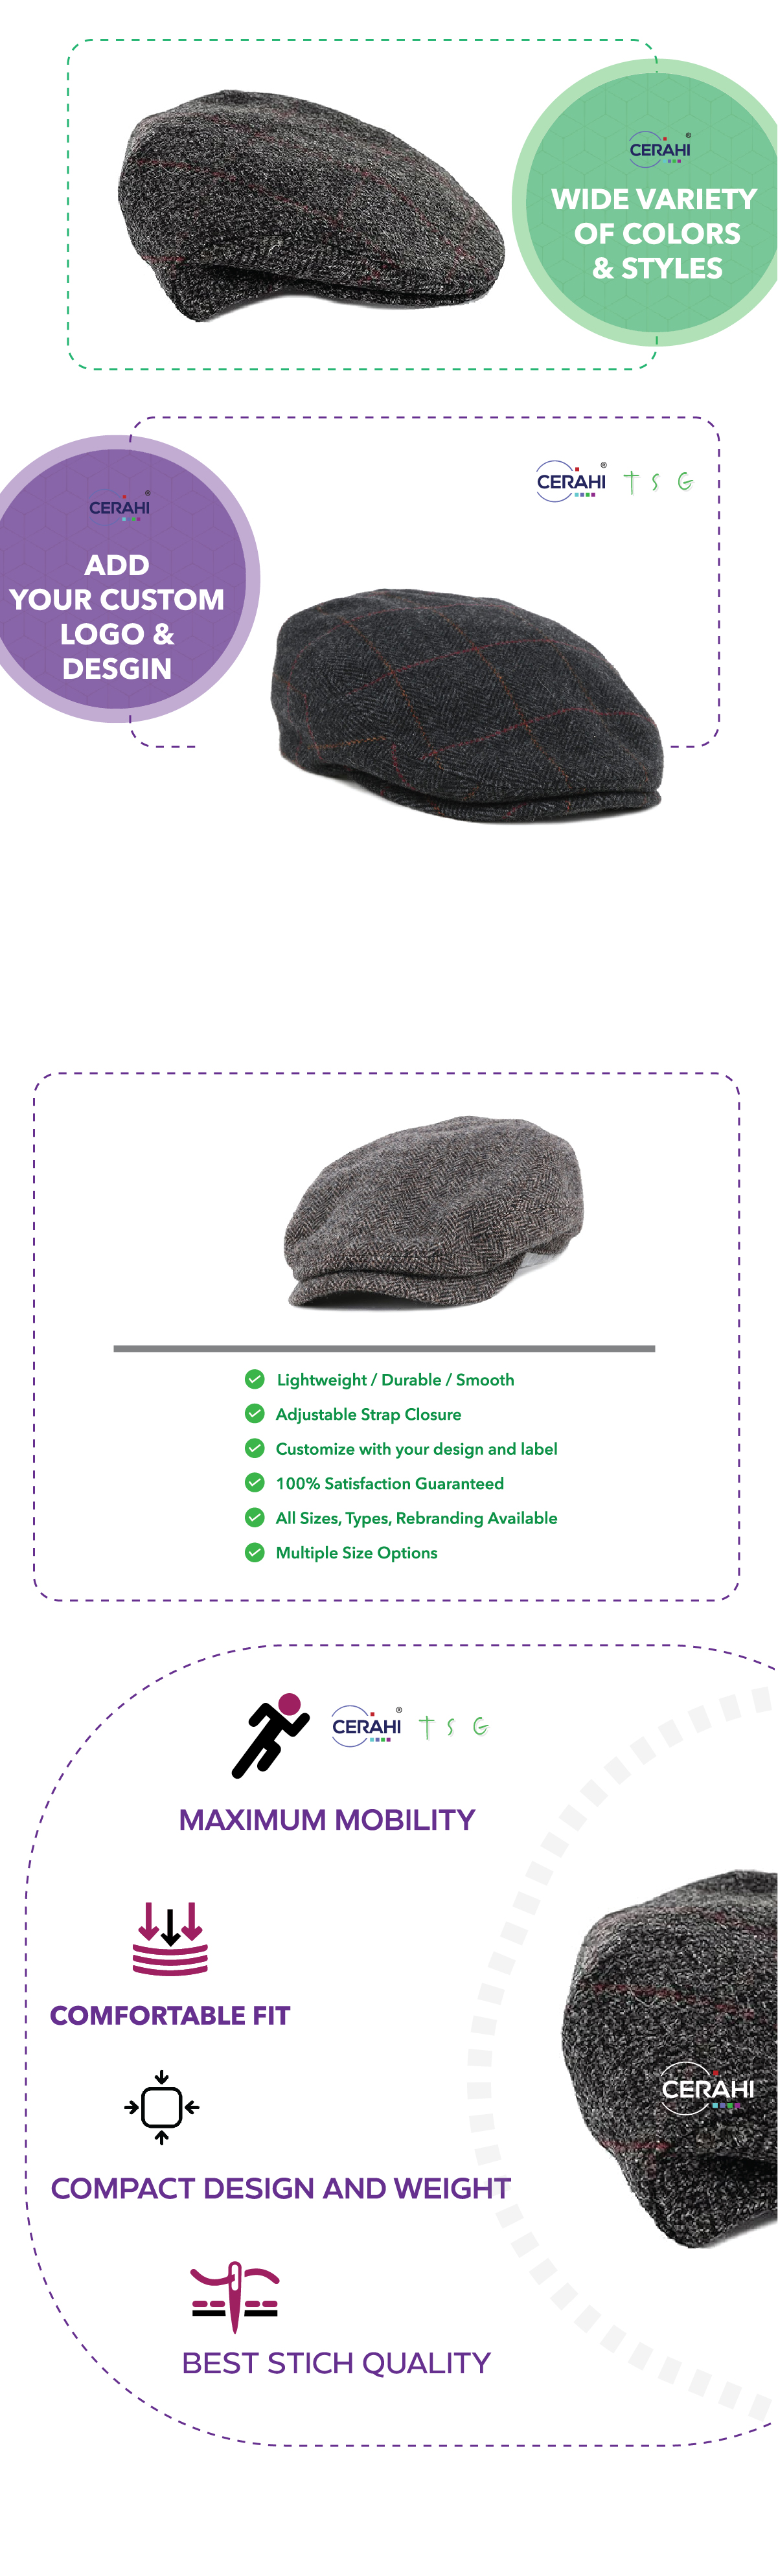 CERAHI®
WIDE VARIETY
OF COLORS
& STYLES
CERAHI®
ADD
YOUR CUSTOM
LOGO &
DESGIN
CERAHI® T S G
Lightweight / Durable / Smooth
Adjustable Strap Closure
Customize with your design and label
100% Satisfaction Guaranteed
All Sizes, Types, Rebranding Available
Multiple Size Options
CERAHI® T S G
MAXIMUM MOBILITY
COMFORTABLE FIT
CERAHI
COMPACT DESIGN AND WEIGHT
BEST STICH QUALITY